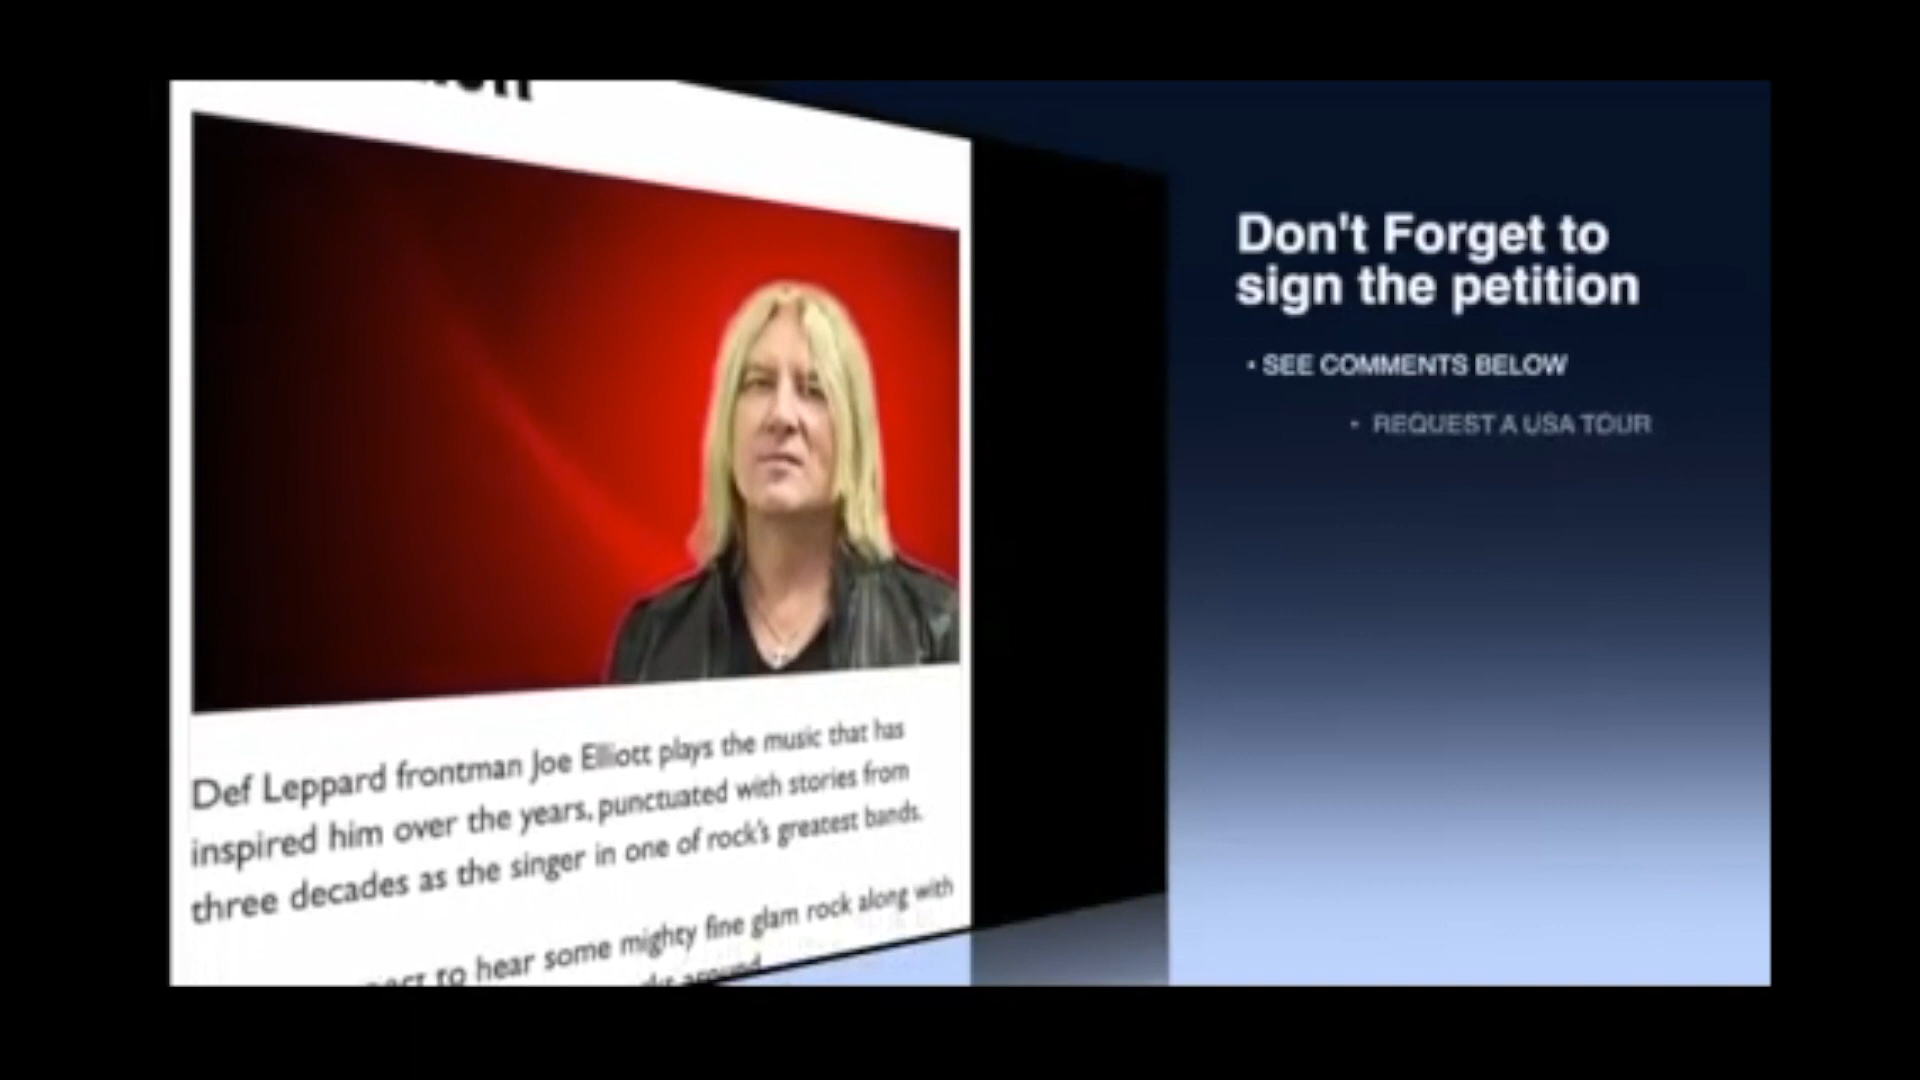 Don't Forget to
sign the petition
• SEE COMMENTS BELOW
• REQUEST A USA TOUR
Def Leppard frontman Joe Elliott plays the music that has
inspired him over the years, punctuated with stories from
three decades as the singer in one of rock's greatest bands.
to hear some mighty fine glam rock along with
around